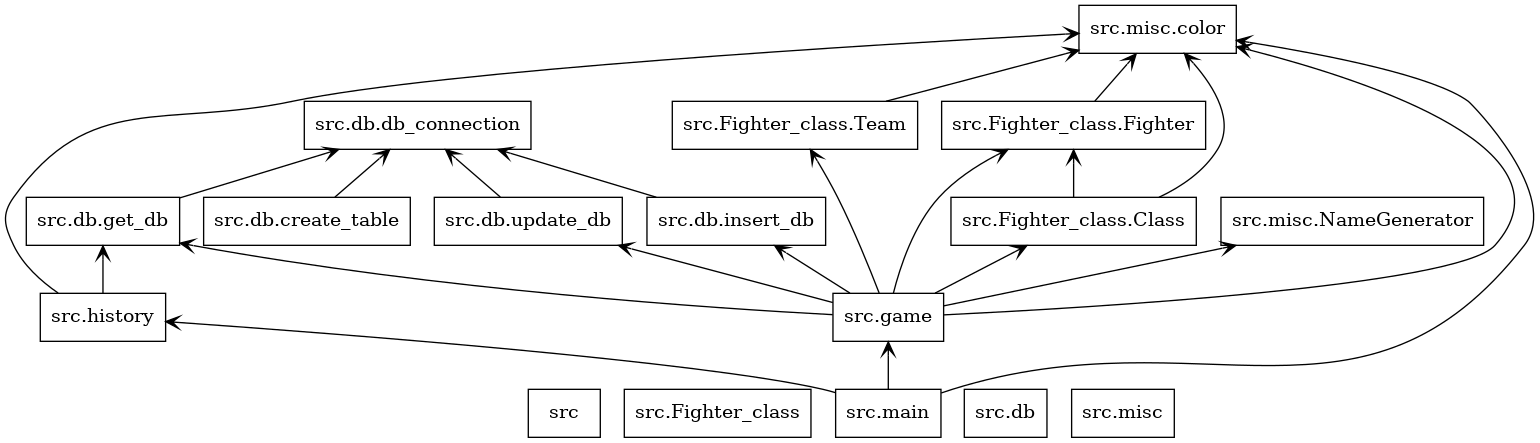 src.misc.color
src.db.db_connection
src.Fighter_class.Team
src.Fighter_class.Fighter
src.db.get_db
src.db.create_table
src.db.update_db
src.db.insert_db
src.Fighter_class.Class
src.misc.NameGenerator
src.history
src.game
src
src.Fighter_class
src.main
src.db
src.misc